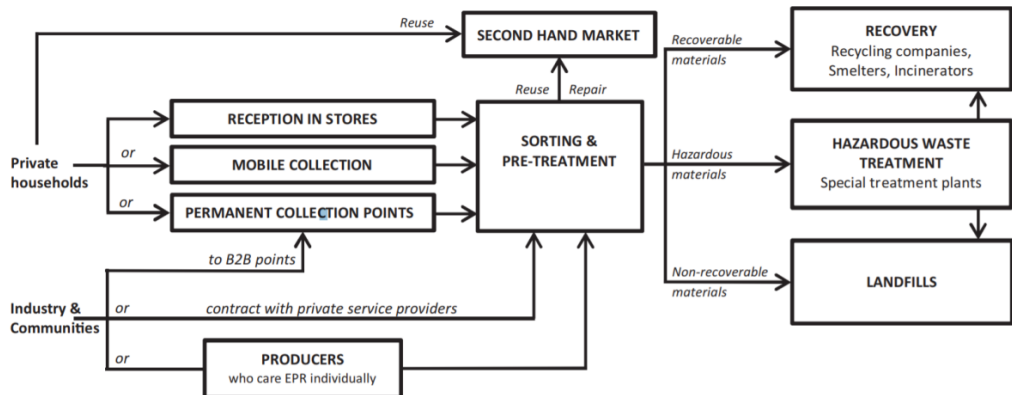 Reuse
SECOND HAND MARKET
Reuse Repair
Private
households
or
RECEPTION IN STORES
or
MOBILE COLLECTION
or
PERMANENT COLLECTION POINTS
SORTING &
PRE-TREATMENT
to B2B points
Industry &
Communities
or
contract with private service providers
or
PRODUCERS
who care EPR individually
Recoverable
materials
RECOVERY
Recycling companies,
Smelters, Incinerators
Hazardous
materials
HAZARDOUS WASTE
TREATMENT
Special treatment plants
Non-recoverable
materials
LANDFILLS